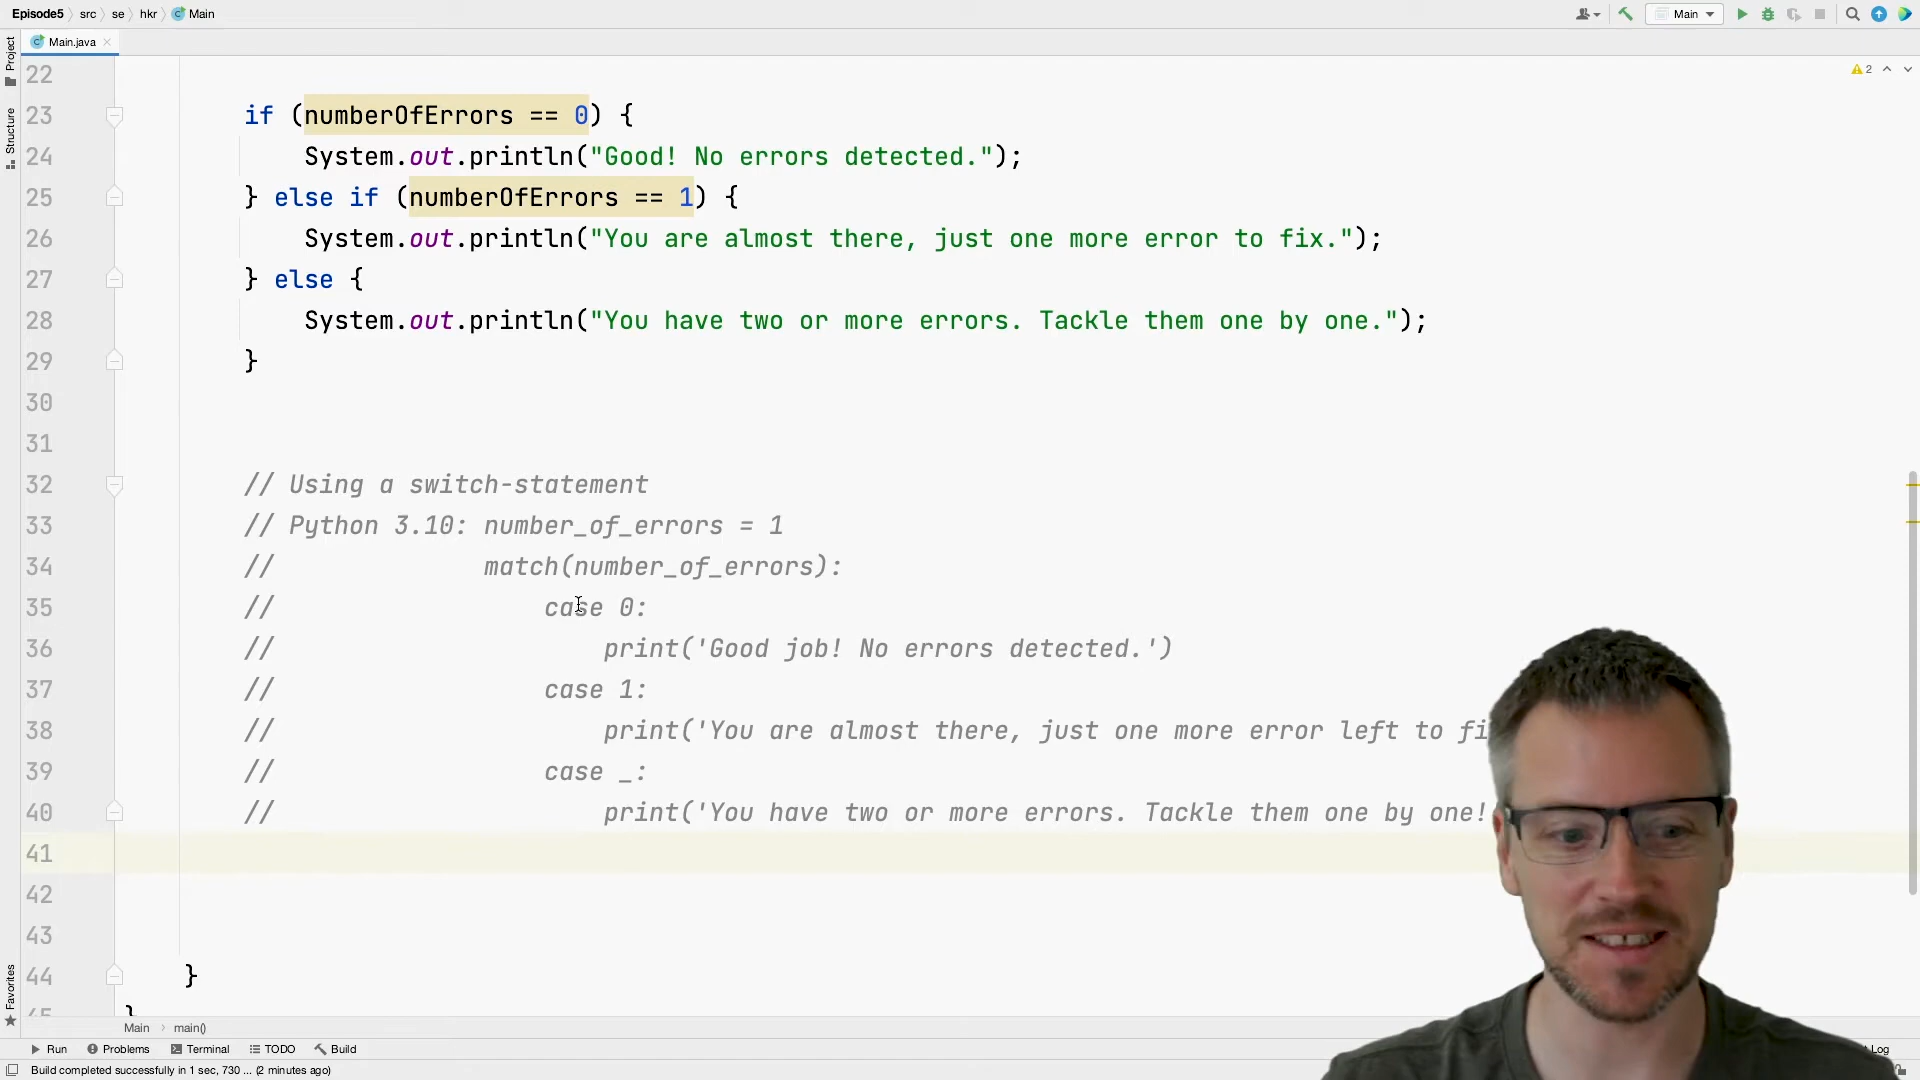 Episode5 src se hkr Main
Main
Main.java
Project
Structure
Favorites
2
22
23 if (numberOfErrors == 0) {
24 System.out.println("Good! No errors detected.");
25 } else if (numberOfErrors == 1) {
26 System.out.println("You are almost there, just one more error to fix.");
27 } else {
28 System.out.println("You have two or more errors. Tackle them one by one.");
29 }
30
31
32 // Using a switch-statement
33 // Python 3.10: number_of_errors = 1
34 // match(number_of_errors):
35 // case 0:
36 // print('Good job! No errors detected.')
37 // case 1:
38 // print('You are almost there, just one more error left to fi
39 // case _:
40 // print('You have two or more errors. Tackle them one by one!
41
42
43
44 }
45 }
Main main()
Run Problems Terminal TODO Build Log
Build completed successfully in 1 sec, 730 ... (2 minutes ago)